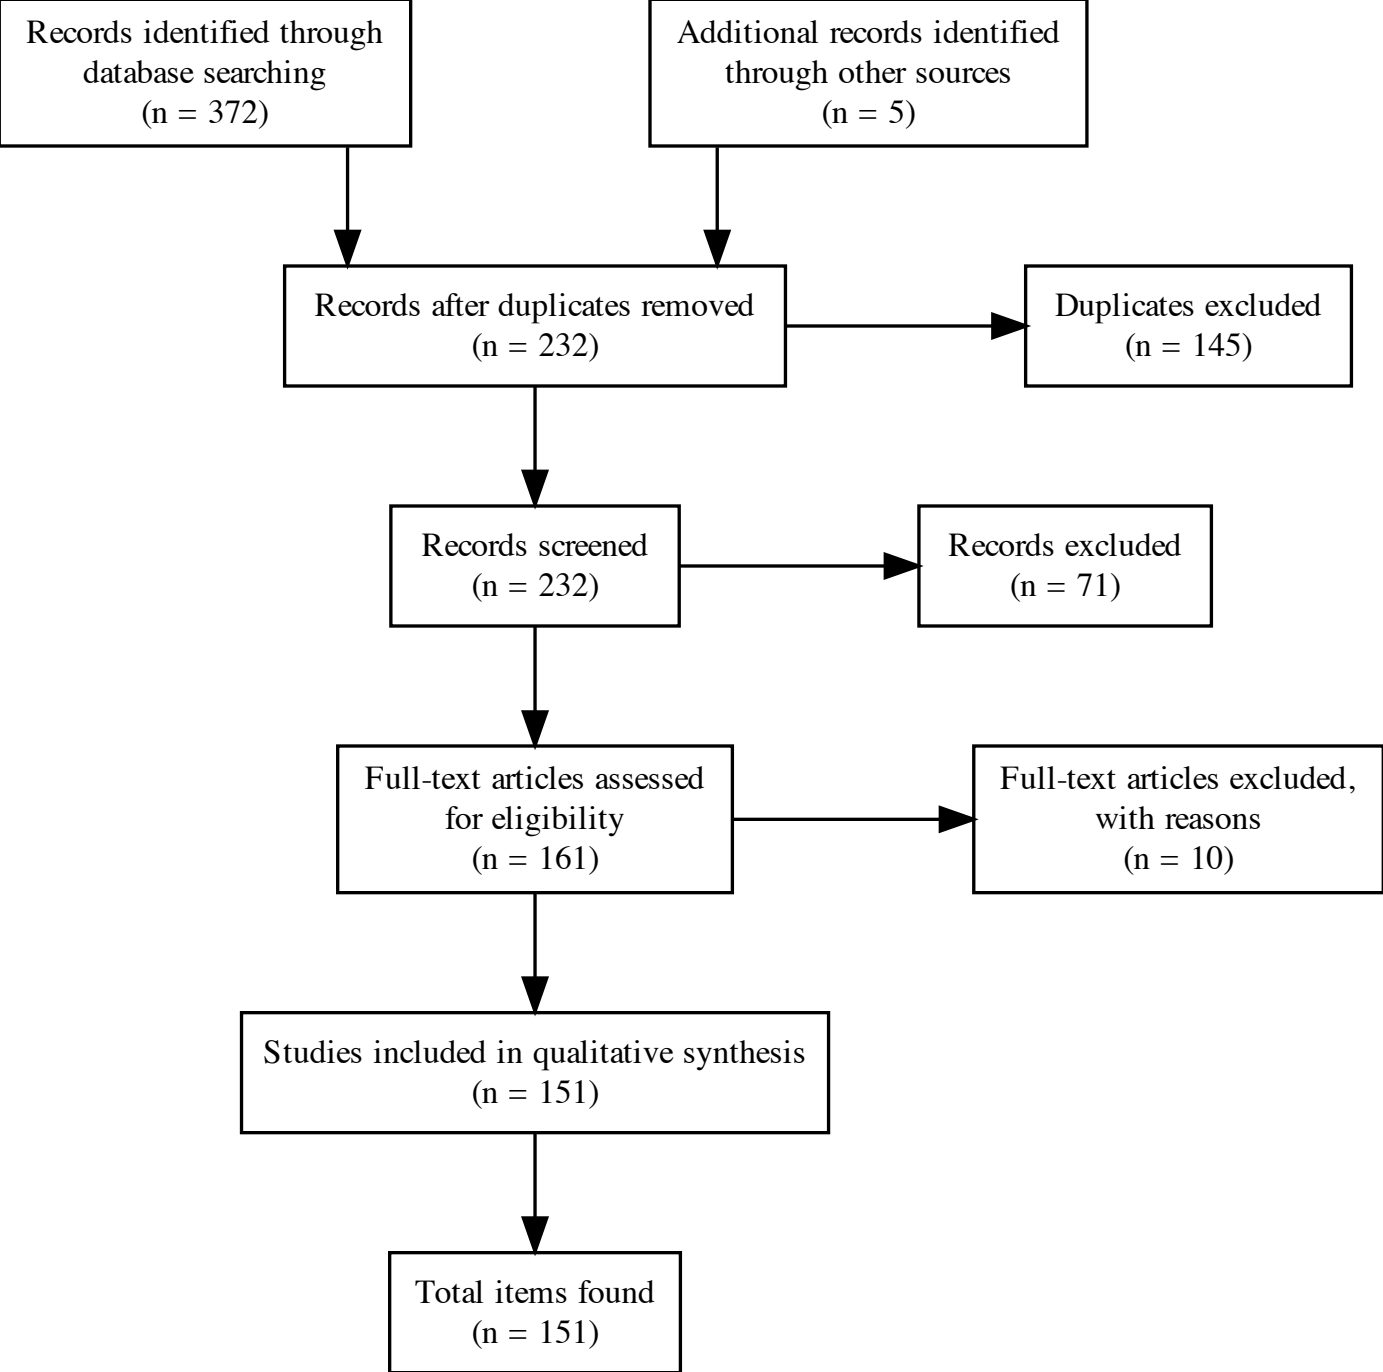 Records identified through
database searching
(n = 372)
Additional records identified
through other sources
(n = 5)
Records after duplicates removed
(n = 232)
Duplicates excluded
(n = 145)
Records screened
(n = 232)
Records excluded
(n = 71)
Full-text articles assessed
for eligibility
(n = 161)
Full-text articles excluded,
with reasons
(n = 10)
Studies included in qualitative synthesis
(n = 151)
Total items found
(n = 151)